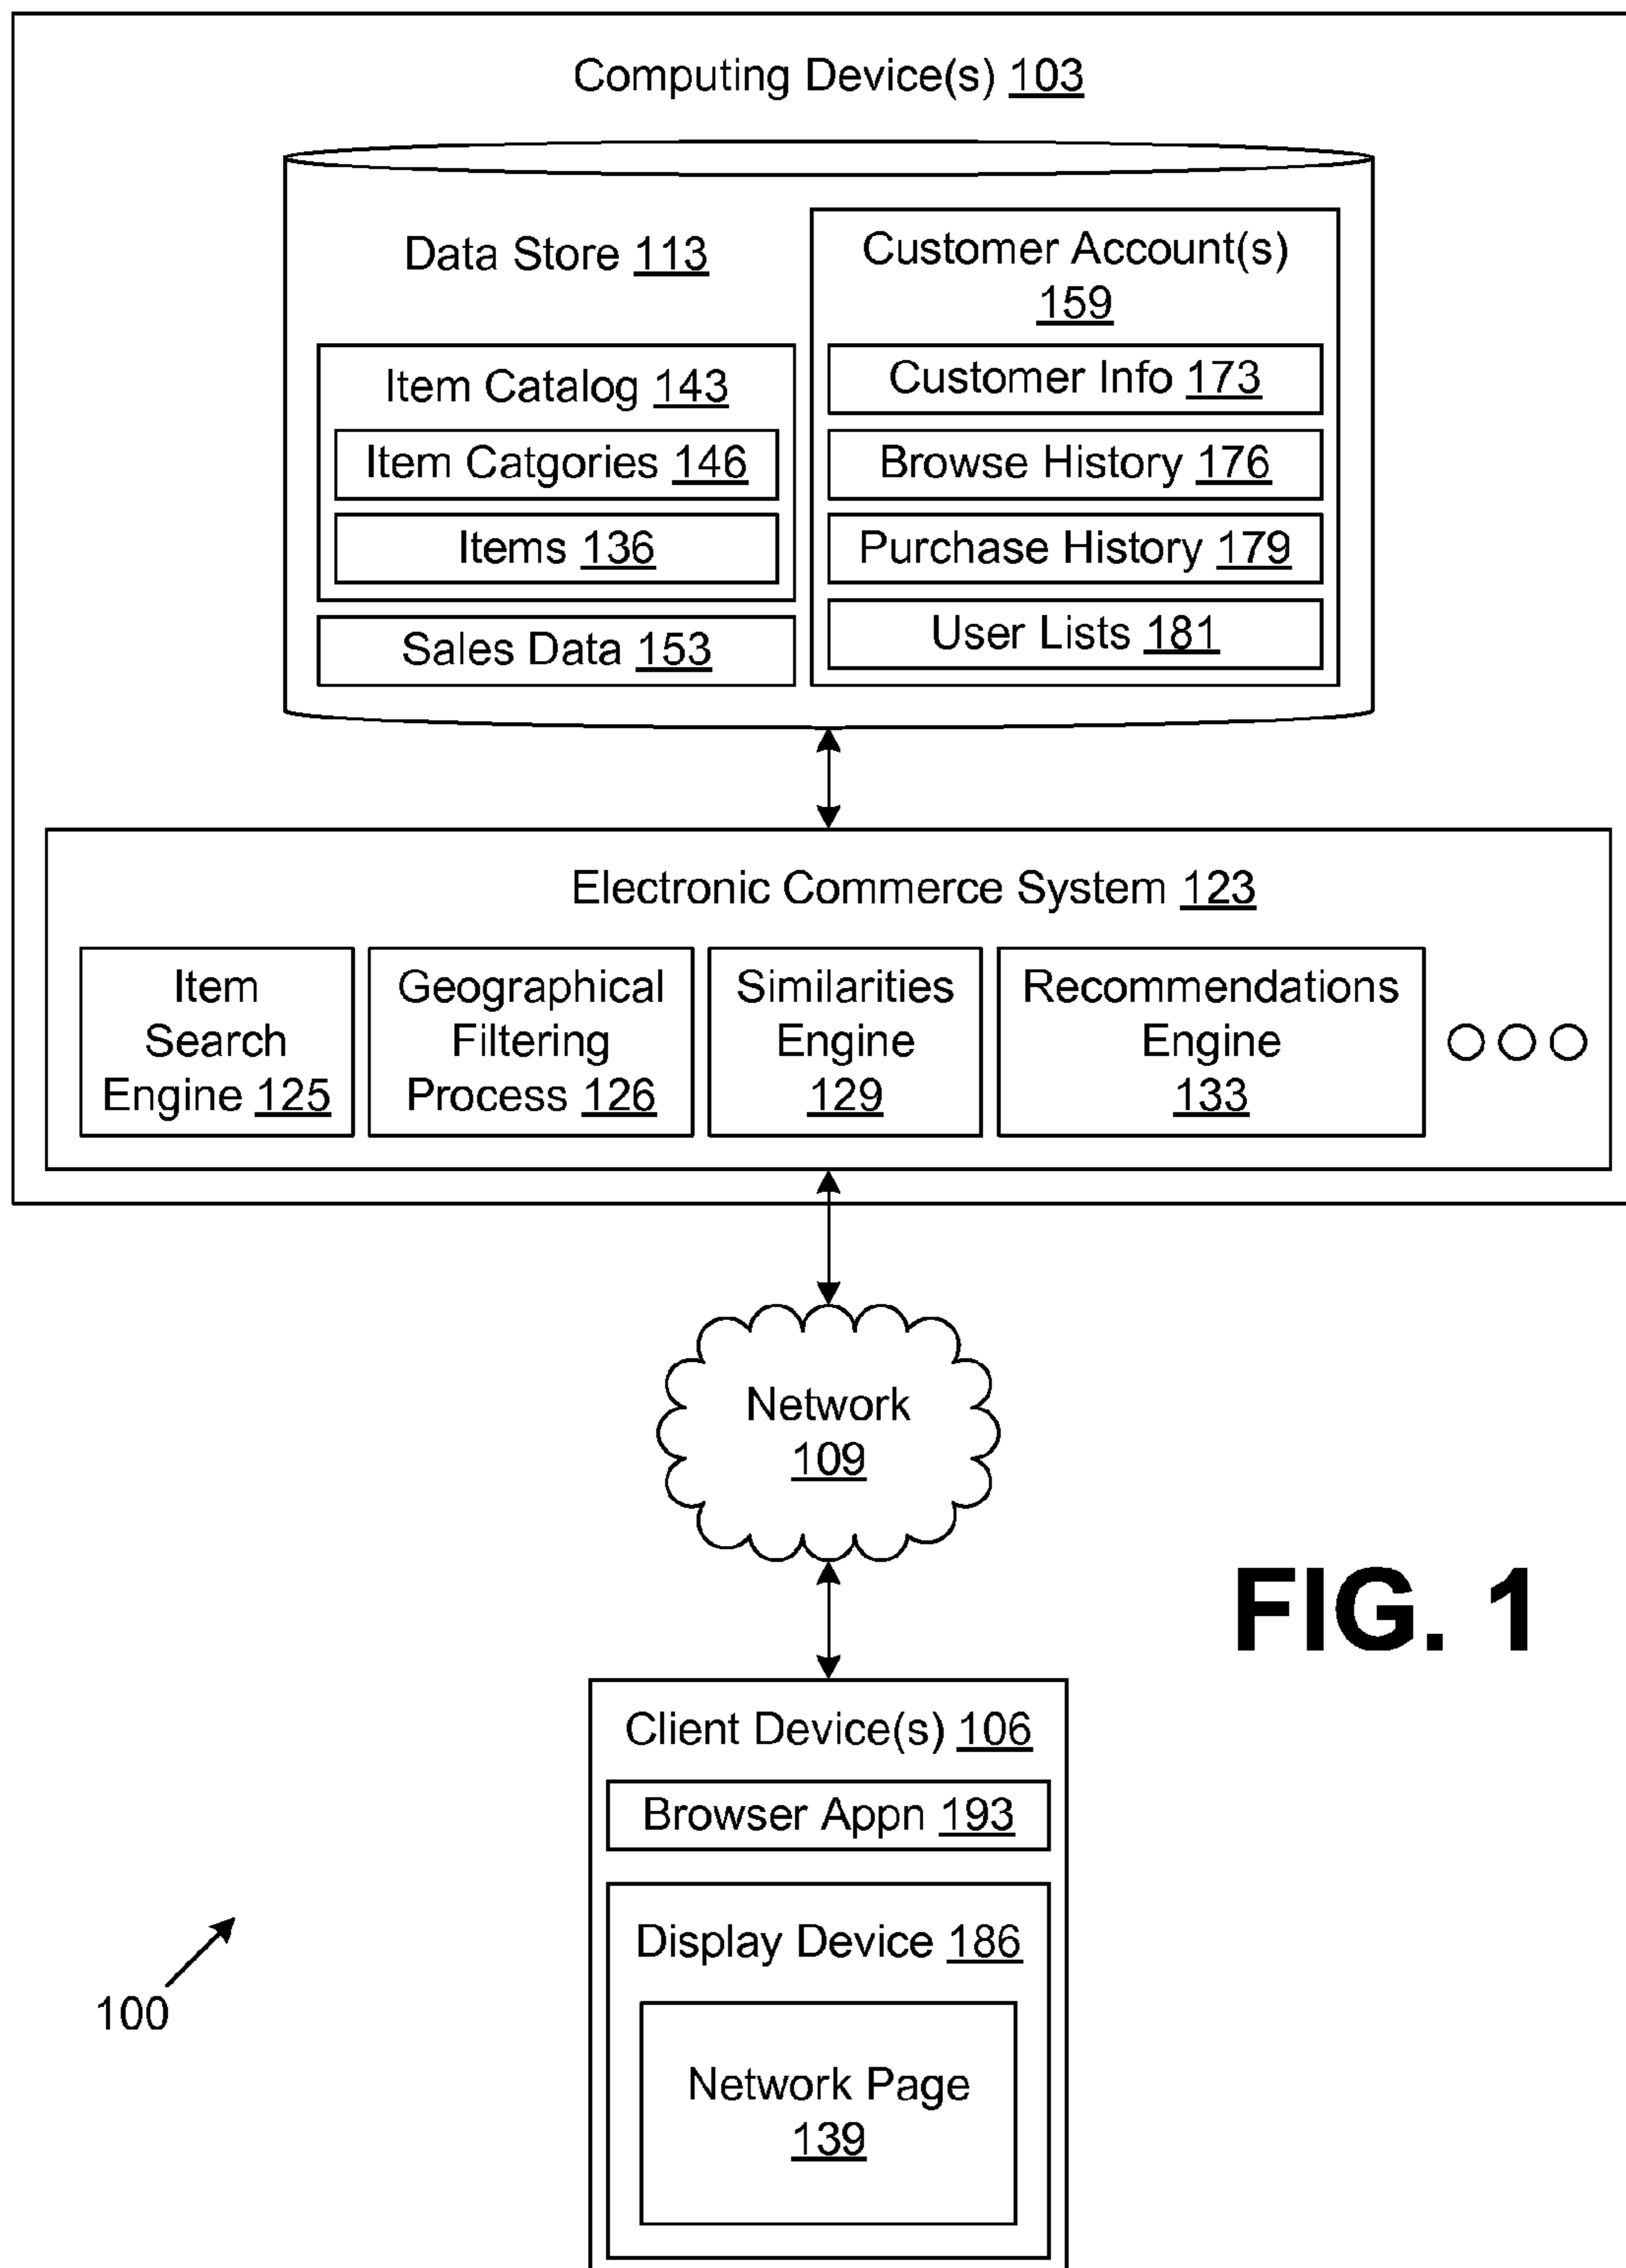 Computing Device(s) 103
Data Store 113
Item Catalog 143
Item Catgories 146
Items 136
Sales Data 153
Customer Account(s)
159
Customer Info 173
Browse History 176
Purchase History 179
User Lists 181
Electronic Commerce System 123
Item
Search
Engine 125
Geographical
Filtering
Process 126
Similarities
Engine
129
Recommendations
Engine
133
Network
109
FIG. 1
Client Device(s) 106
Browser Appn 193
Display Device 186
Network Page
139
100